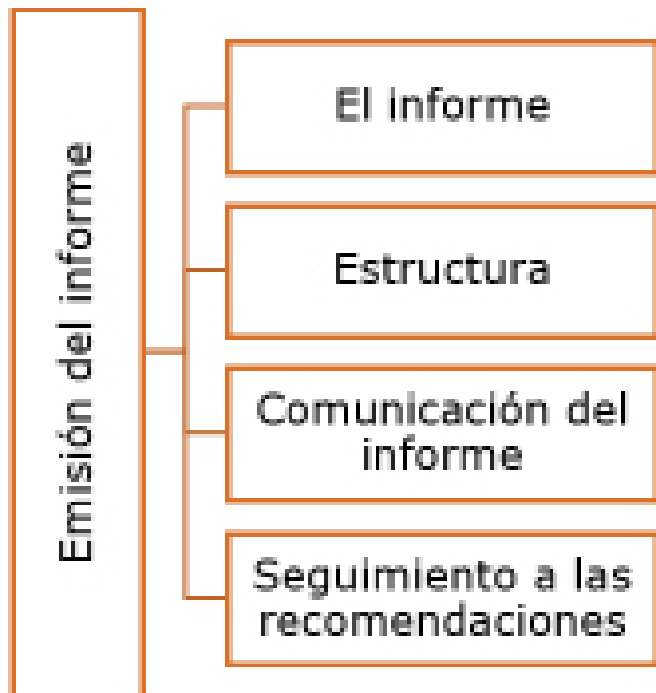 Emisión del informe
El informe
Estructura
Comunicación del
informe
Seguimiento a las
recomendaciones